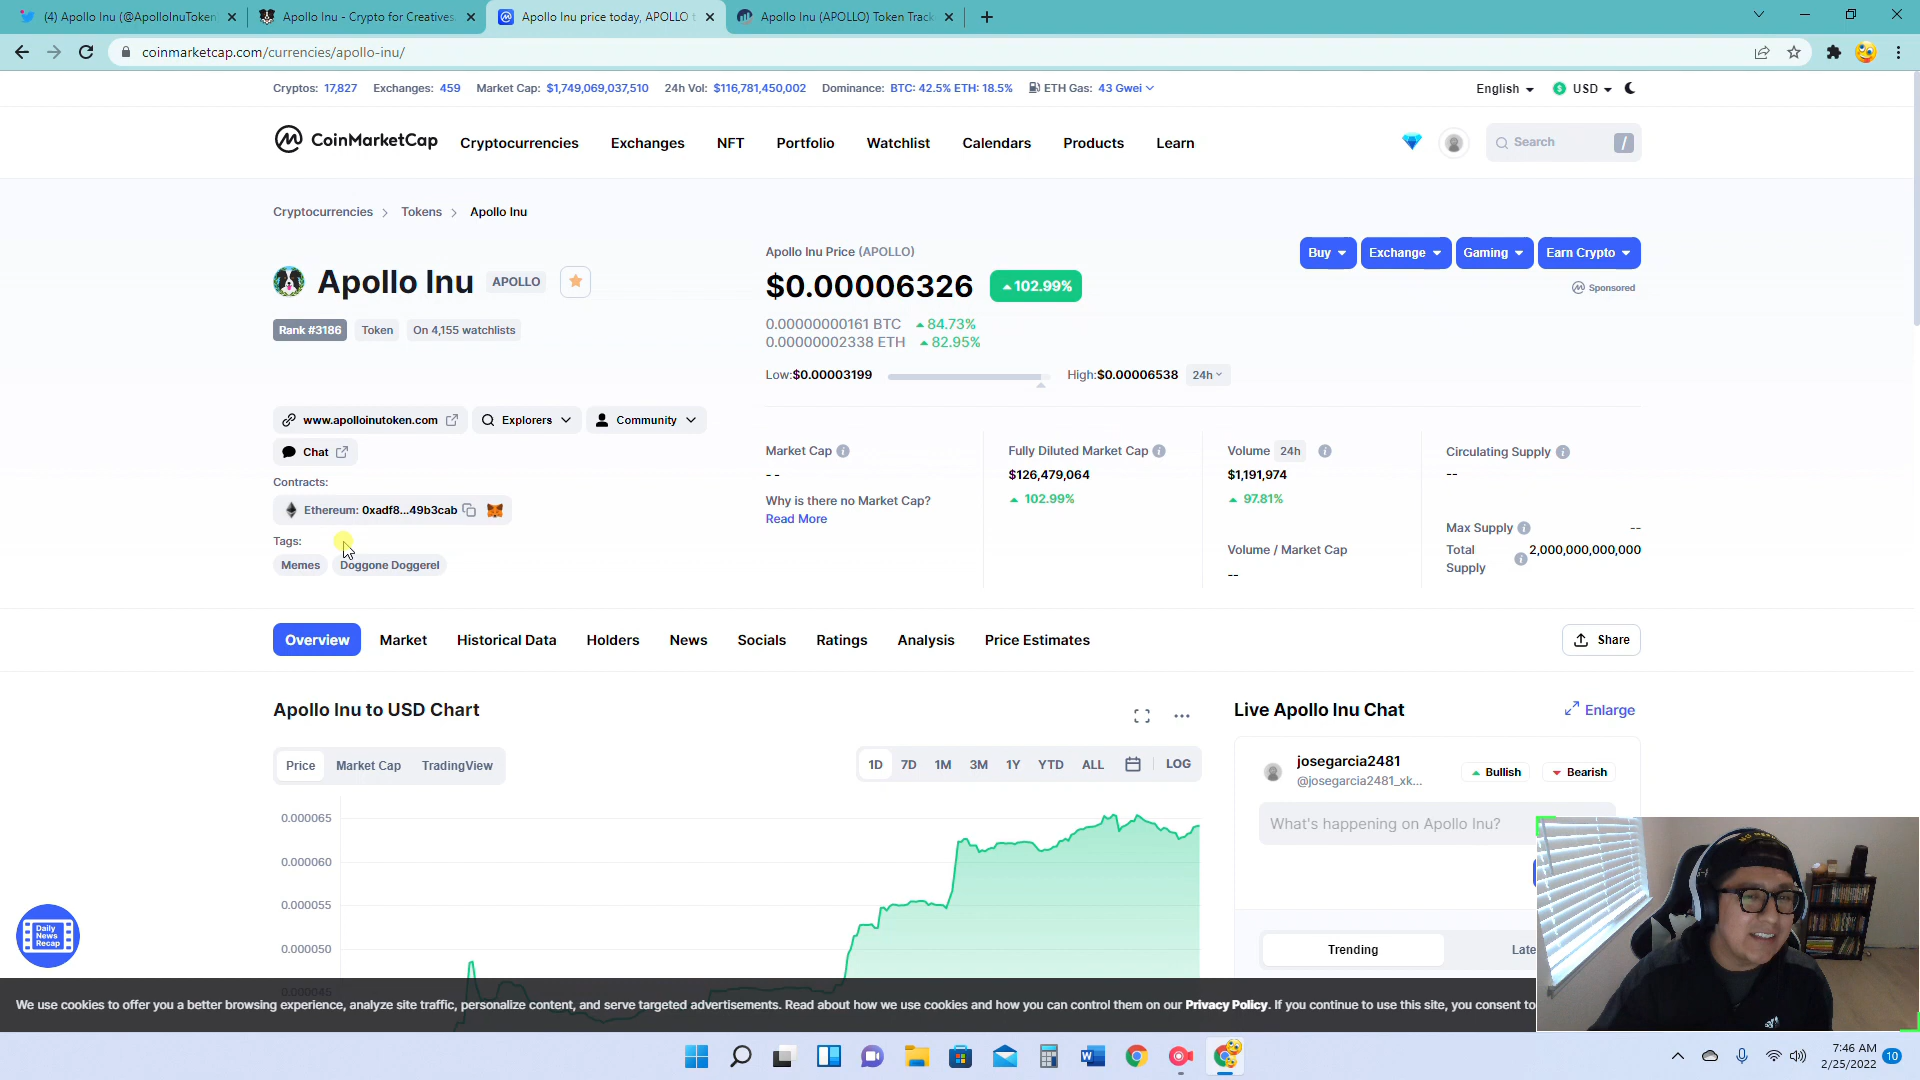 (4) Apollo Inu (@ApolloInuToken
Apollo Inu - Crypto for Creatives.
Apollo Inu price today, APOLLO t
Apollo Inu (APOLLO) Token Track
coinmarketcap.com/currencies/apollo-inu/
Cryptos: 17,827 Exchanges: 459 Market Cap: $1,749,069,037,510 24h Vol: $116,781,450,002 Dominance: BTC: 42.5% ETH: 18.5% ETH Gas: 43 Gwei
English USD
CoinMarketCap Cryptocurrencies Exchanges NFT Portfolio Watchlist Calendars Products Learn
Search /
Cryptocurrencies > Tokens > Apollo Inu
Apollo Inu APOLLO
Rank #3186 Token On 4,155 watchlists
Apollo Inu Price (APOLLO)
$0.00006326 102.99%
0.00000000161 BTC 84.73%
0.00000002338 ETH 82.95%
Low:$0.00003199 High:$0.00006538 24h
Buy Exchange Gaming Earn Crypto
Sponsored
www.apolloinutoken.com Explorers Community
Chat
Contracts:
Ethereum: 0xadf8...49b3cab
Tags:
Memes Doggone Doggerel
Market Cap
- -
Why is there no Market Cap?
Read More
Fully Diluted Market Cap
$126,479,064
102.99%
Volume 24h
$1,191,974
97.81%
Volume / Market Cap
--
Circulating Supply
--
Max Supply --
Total Supply 2,000,000,000,000
Overview Market Historical Data Holders News Socials Ratings Analysis Price Estimates
Share
Apollo Inu to USD Chart
Price Market Cap TradingView
1D 7D 1M 3M 1Y YTD ALL LOG
0.000065
0.000060
0.000055
0.000050
0.000045
Live Apollo Inu Chat
Enlarge
josegarcia2481
@josegarcia2481_xk...
Bullish Bearish
What's happening on Apollo Inu?
Trending Late
Daily
News
Recap
We use cookies to offer you a better browsing experience, analyze site traffic, personalize content, and serve targeted advertisements. Read about how we use cookies and how you can control them on our Privacy Policy. If you continue to use this site, you consent to
7:46 AM
2/25/2022
10